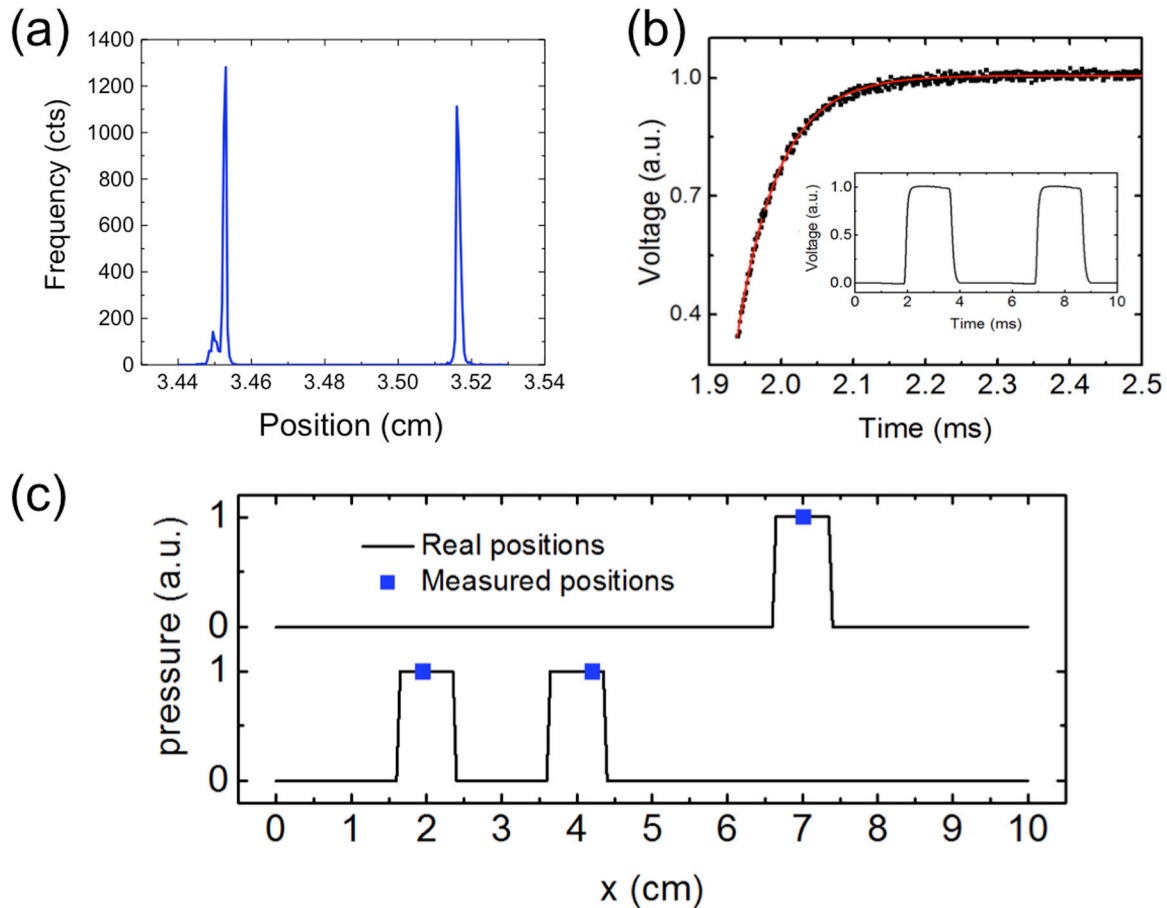 (a)
1400
1200
1000
800
600
400
200
0
Frequency (cts)
3.44 3.46 3.48 3.50 3.52 3.54
Position (cm)
(b)
1.0
0.7
0.4
Voltage (a.u.)
1.9 2.0 2.1 2.2 2.3 2.4 2.5
Time (ms)
1.0
0.5
0.0
Voltage (a.u.)
0 2 4 6 8 10
Time (ms)
(c)
1
0
1
0
pressure (a.u.)
Real positions
Measured positions
0 1 2 3 4 5 6 7 8 9 10
x (cm)